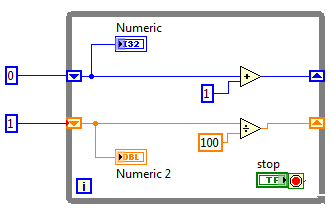 Numeric
I32
0
+
1
1
÷
100
DBL
Numeric 2
stop
TF
i